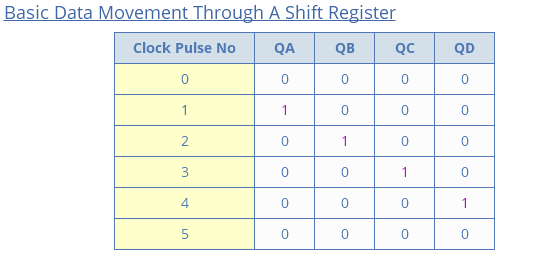 Basic Data Movement Through A Shift Register
Clock Pulse No QA QB QC QD
0 0 0 0 0
1 1 0 0 0
2 0 1 0 0
3 0 0 1 0
4 0 0 0 1
5 0 0 0 0